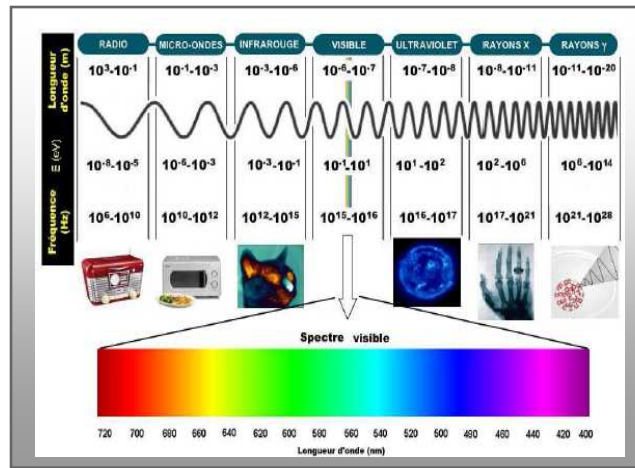 RADIO MICRO-ONDES INFRAROUGE VISIBLE ULTRAVIOLET RAYONS X RAYONS γ
Longueur d'onde (m)
10³-10⁻¹ 10⁻¹-10⁻³ 10⁻³-10⁻⁶ 10⁻⁶-10⁻⁷ 10⁻⁷-10⁻⁸ 10⁻⁸-10⁻¹¹ 10⁻¹¹-10⁻²⁰
E (eV)
10⁻⁸-10⁻⁵ 10⁻⁵-10⁻³ 10⁻³-10⁻¹ 10⁻¹-10¹ 10¹-10² 10²-10⁶ 10⁶-10¹⁴
Fréquence (Hz)
10⁶-10¹⁰ 10¹⁰-10¹² 10¹²-10¹⁵ 10¹⁵-10¹⁶ 10¹⁶-10¹⁷ 10¹⁷-10²¹ 10²¹-10²⁸
Spectre visible
720 700 660 640 620 600 580 560 540 520 500 480 460 440 420 400
Longueur d'onde (nm)